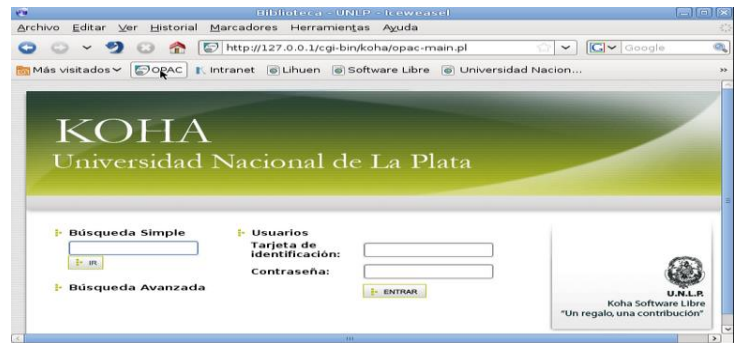 Biblioteca - UNLP - Iceweasel
Archivo Editar Ver Historial Marcadores Herramientas Ayuda
http://127.0.0.1/cgi-bin/koha/opac-main.pl
Google
Más visitados OPAC Intranet Lihuen Software Libre Universidad Nacion...
KOHA
Universidad Nacional de La Plata
Búsqueda Simple
IR
Búsqueda Avanzada
Usuarios
Tarjeta de
identificación:
Contraseña:
ENTRAR
U.N.L.P.
Koha Software Libre
"Un regalo, una contribución"